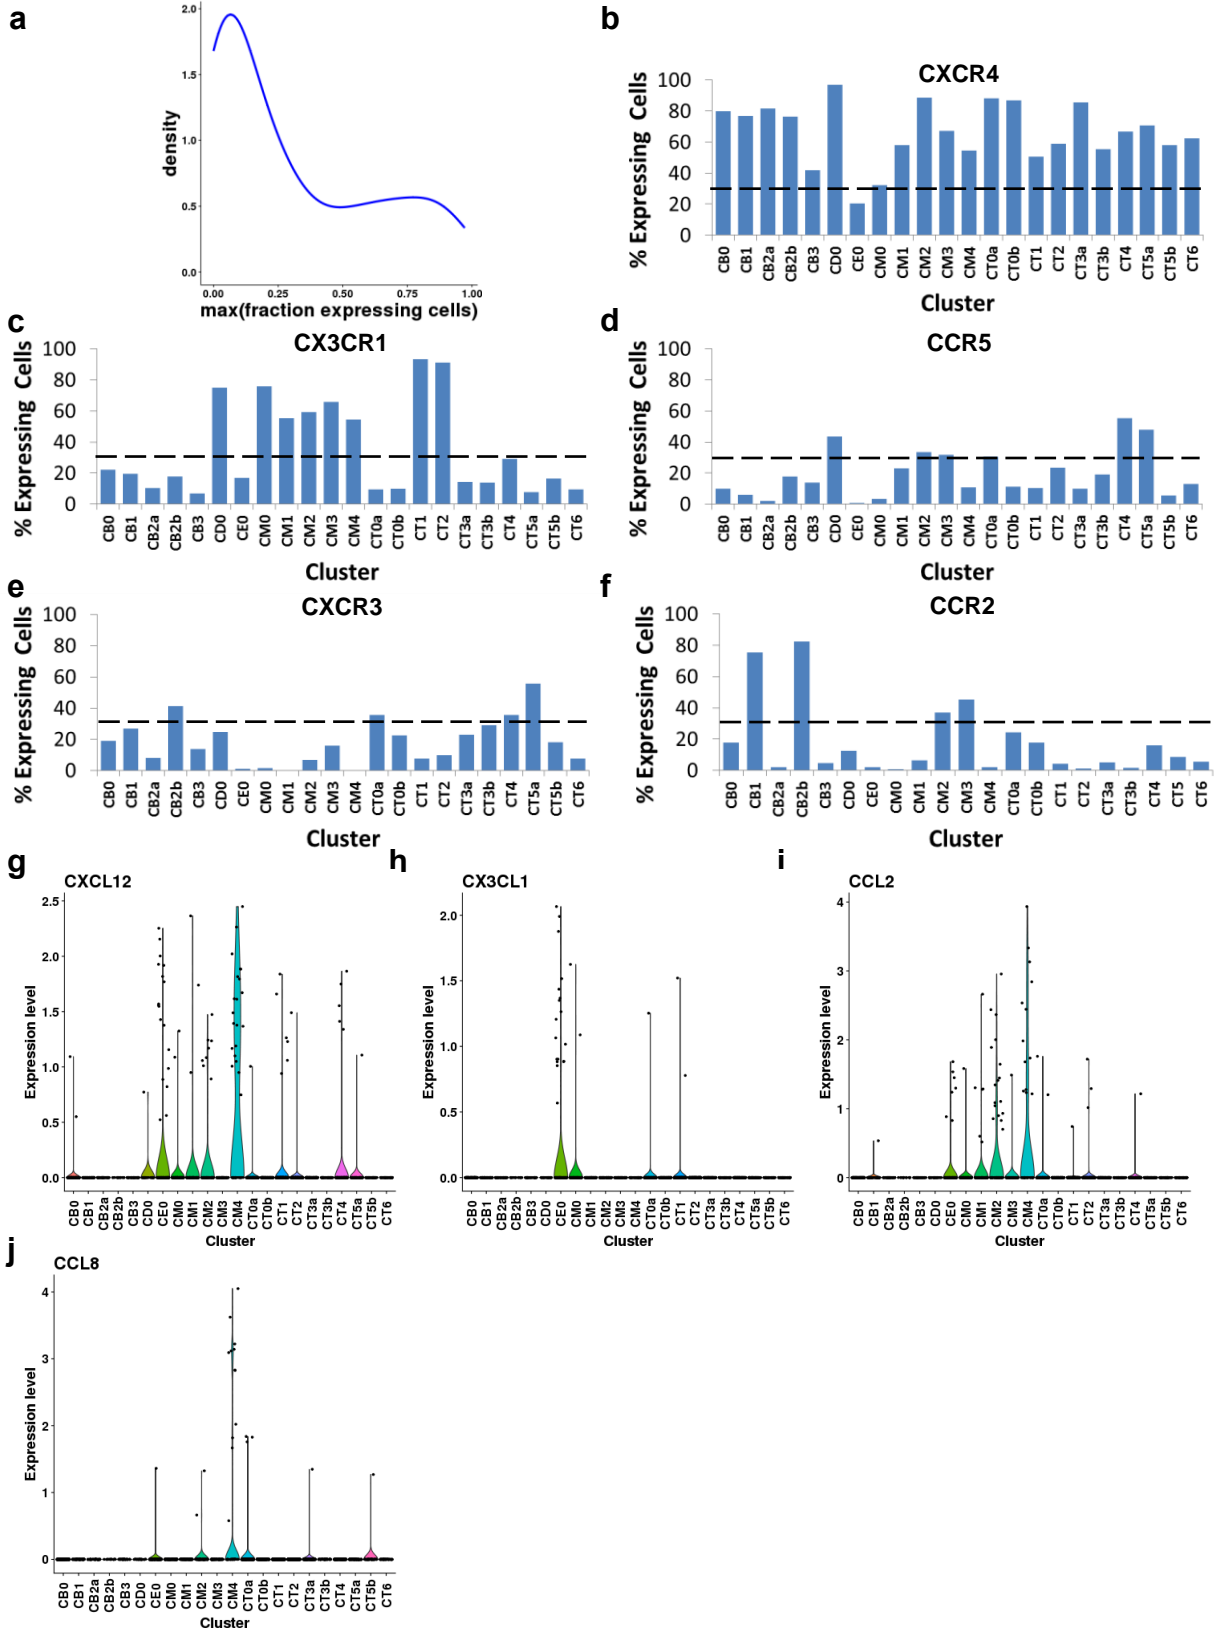 a
2.0
1.5
1.0
0.5
0.0
density
0.00 0.25 0.50 0.75 1.00
max(fraction expressing cells)
b
CXCR4
100
80
60
40
20
0
% Expressing Cells
CB0 CB1 CB2a CB2b CB3 CD0 CE0 CM0 CM1 CM2 CM3 CM4 CT0a CT0b CT1 CT2 CT3a CT3b CT4 CT5a CT5b CT6
Cluster
c
CX3CR1
100
80
60
40
20
0
% Expressing Cells
CB0 CB1 CB2a CB2b CB3 CD0 CE0 CM0 CM1 CM2 CM3 CM4 CT0a CT0b CT1 CT2 CT3a CT3b CT4 CT5a CT5b CT6
Cluster
d
CCR5
100
80
60
40
20
0
% Expressing Cells
CB0 CB1 CB2a CB2b CB3 CD0 CE0 CM0 CM1 CM2 CM3 CM4 CT0a CT0b CT1 CT2 CT3a CT3b CT4 CT5a CT5b CT6
Cluster
e
CXCR3
100
80
60
40
20
0
% Expressing Cells
CB0 CB1 CB2a CB2b CB3 CD0 CE0 CM0 CM1 CM2 CM3 CM4 CT0a CT0b CT1 CT2 CT3a CT3b CT4 CT5a CT5b CT6
Cluster
f
CCR2
100
80
60
40
20
0
% Expressing Cells
CB0 CB1 CB2a CB2b CB3 CD0 CE0 CM0 CM1 CM2 CM3 CM4 CT0a CT0b CT1 CT2 CT3a CT3b CT4 CT5 CT5b CT6
Cluster
g
CXCL12
2.5
2.0
1.5
1.0
0.5
0.0
Expression level
CB0 CB1 CB2a CB2b CB3 CD0 CE0 CM0 CM1 CM2 CM3 CM4 CT0a CT0b CT1 CT2 CT3a CT3b CT4 CT5a CT5b CT6
Cluster
h
CX3CL1
2.0
1.5
1.0
0.5
0.0
Expression level
CB0 CB1 CB2a CB2b CB3 CD0 CE0 CM0 CM1 CM2 CM3 CM4 CT0a CT0b CT1 CT2 CT3a CT3b CT4 CT5a CT5b CT6
Cluster
i
CCL2
4
3
2
1
0
Expression level
CB0 CB1 CB2a CB2b CB3 CD0 CE0 CM0 CM1 CM2 CM3 CM4 CT0a CT0b CT1 CT2 CT3a CT3b CT4 CT5a CT5b CT6
Cluster
j
CCL8
4
3
2
1
0
Expression level
CB0 CB1 CB2a CB2b CB3 CD0 CE0 CM0 CM1 CM2 CM3 CM4 CT0a CT0b CT1 CT2 CT3a CT3b CT4 CT5a CT5b CT6
Cluster